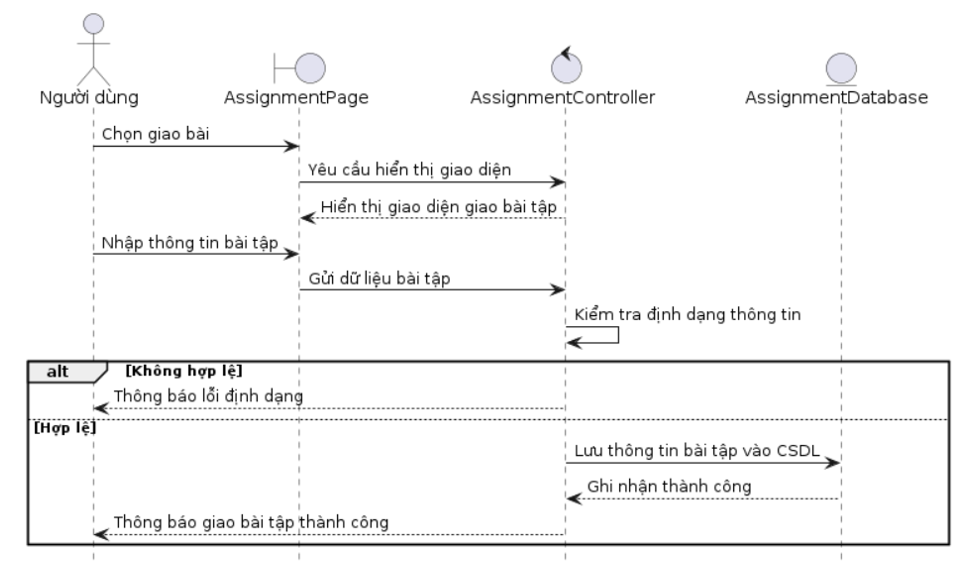 Người dùng
AssignmentPage
AssignmentController
AssignmentDatabase
Chọn giao bài
Yêu cầu hiển thị giao diện
Hiển thị giao diện giao bài tập
Nhập thông tin bài tập
Gửi dữ liệu bài tập
Kiểm tra định dạng thông tin
alt
[Không hợp lệ]
Thông báo lỗi định dạng
[Hợp lệ]
Lưu thông tin bài tập vào CSDL
Ghi nhận thành công
Thông báo giao bài tập thành công